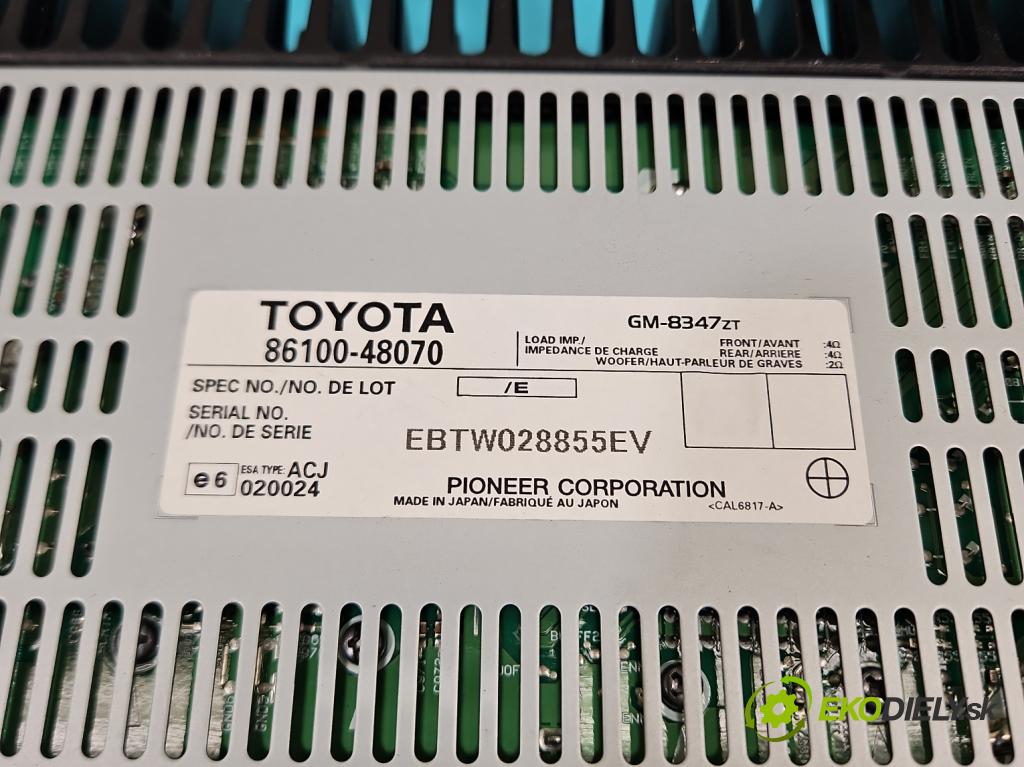 TOYOTA
86100-48070
GM-8347ZT
LOAD IMP./
IMPEDANCE DE CHARGE
FRONT/AVANT :4Ω
REAR/ARRIERE :4Ω
WOOFER/HAUT-PARLEUR DE GRAVES :2Ω
SPEC NO./NO. DE LOT
/E
SERIAL NO.
/NO. DE SERIE
EBTW028855EV
e6
ESA TYPE: ACJ
020024
PIONEER CORPORATION
MADE IN JAPAN/FABRIQUÉ AU JAPON
<CAL6817-A>
EKODIELY.sk